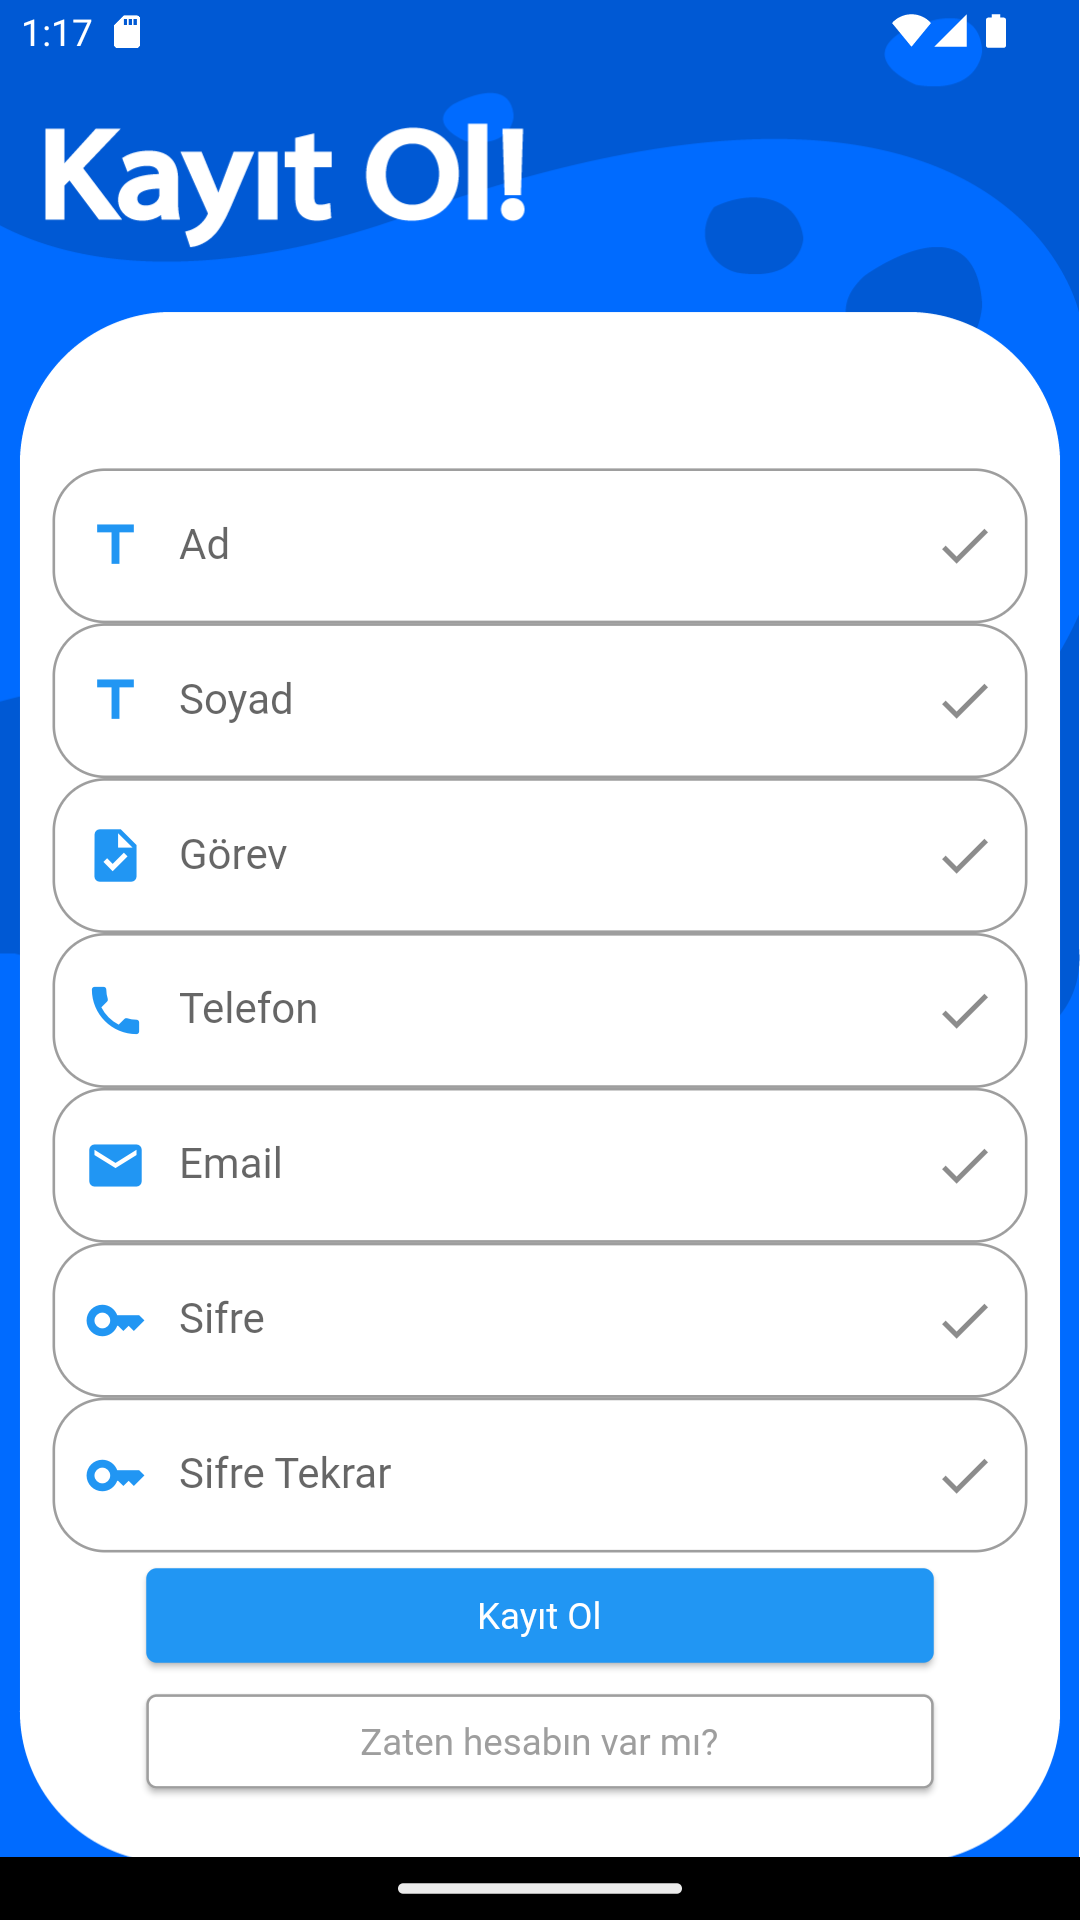 1:17
Kayıt Ol!
Ad
Soyad
Görev
Telefon
Email
Sifre
Sifre Tekrar
Kayıt Ol
Zaten hesabın var mı?